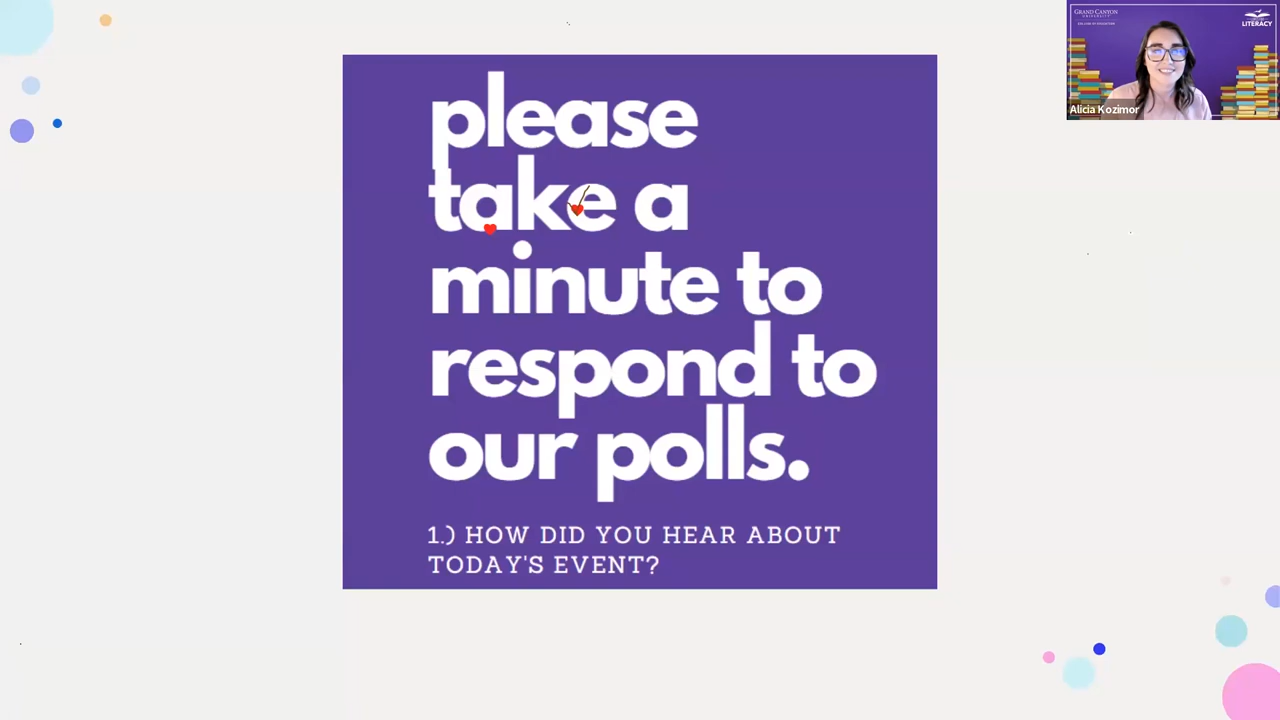 please
take a
minute to
respond to
our polls.
1.) HOW DID YOU HEAR ABOUT
TODAY'S EVENT?
GRAND CANYON
UNIVERSITY
LITERACY
Alicia Kozimor